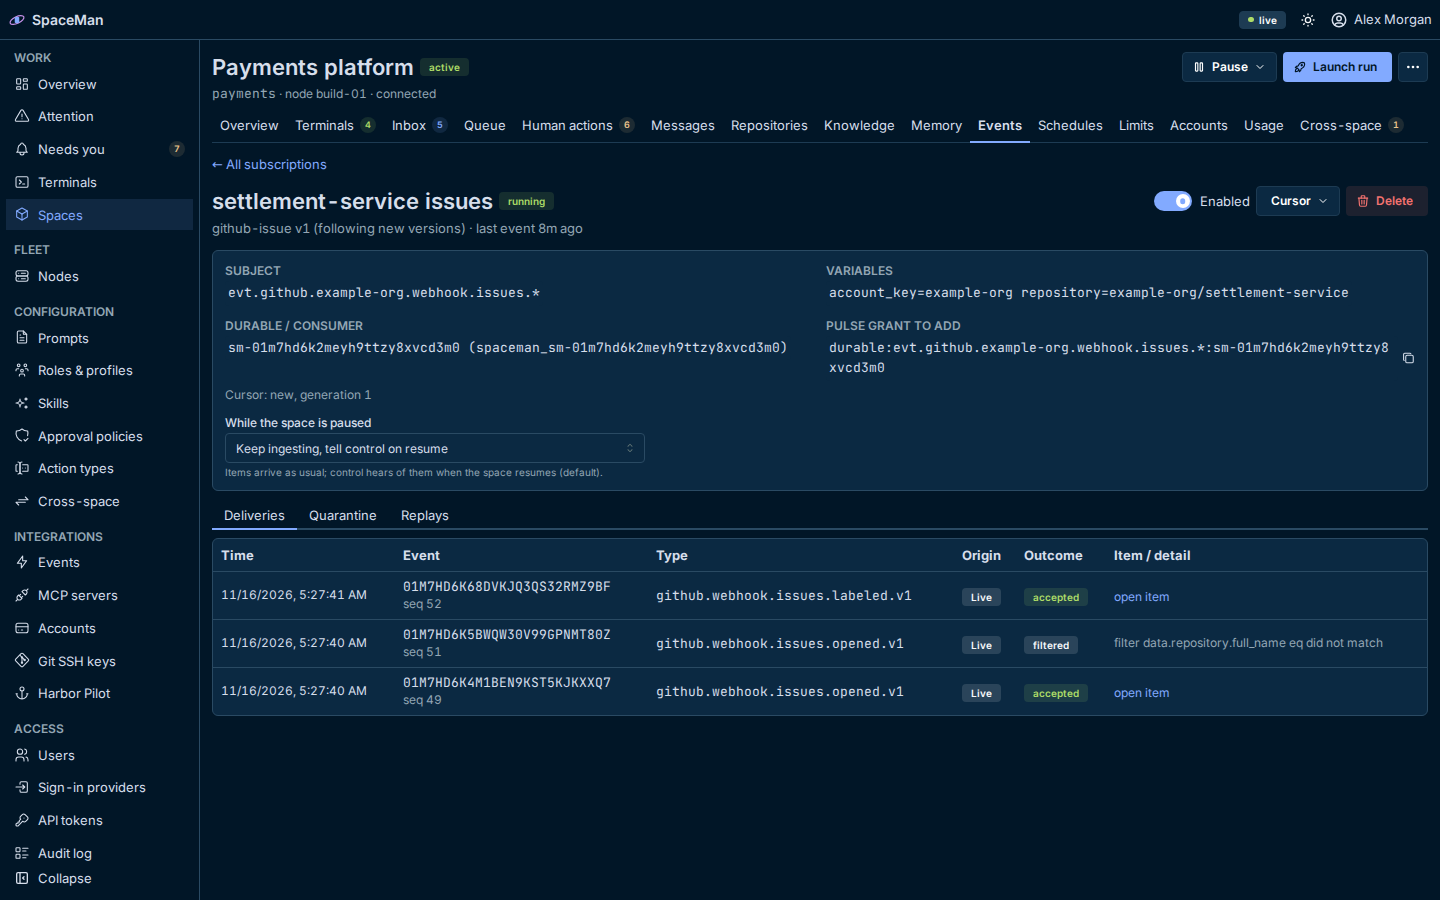 SpaceMan
live
Alex Morgan
WORK
Overview
Attention
Needs you 7
Terminals
Spaces
FLEET
Nodes
CONFIGURATION
Prompts
Roles & profiles
Skills
Approval policies
Action types
Cross-space
INTEGRATIONS
Events
MCP servers
Accounts
Git SSH keys
Harbor Pilot
ACCESS
Users
Sign-in providers
API tokens
Audit log
Collapse
Payments platform active
Pause
Launch run
payments · node build-01 · connected
Overview Terminals 4 Inbox 5 Queue Human actions 6 Messages Repositories Knowledge Memory Events Schedules Limits Accounts Usage Cross-space 1
← All subscriptions
settlement-service issues running
Enabled
Cursor
Delete
github-issue v1 (following new versions) · last event 8m ago
SUBJECT
evt.github.example-org.webhook.issues.*
VARIABLES
account_key=example-org repository=example-org/settlement-service
DURABLE / CONSUMER
sm-01m7hd6k2meyh9ttzy8xvcd3m0 (spaceman_sm-01m7hd6k2meyh9ttzy8xvcd3m0)
PULSE GRANT TO ADD
durable:evt.github.example-org.webhook.issues.*:sm-01m7hd6k2meyh9ttzy8
xvcd3m0
Cursor: new, generation 1
While the space is paused
Keep ingesting, tell control on resume
Items arrive as usual; control hears of them when the space resumes (default).
Deliveries Quarantine Replays
Time Event Type Origin Outcome Item / detail
11/16/2026, 5:27:41 AM 01M7HD6K68DVKJQ3QS32RMZ9BF github.webhook.issues.labeled.v1 Live accepted open item
seq 52
11/16/2026, 5:27:40 AM 01M7HD6K5BWQW30V99GPNMT80Z github.webhook.issues.opened.v1 Live filtered filter data.repository.full_name eq did not match
seq 51
11/16/2026, 5:27:40 AM 01M7HD6K4M1BEN9KST5KJKXXQ7 github.webhook.issues.opened.v1 Live accepted open item
seq 49